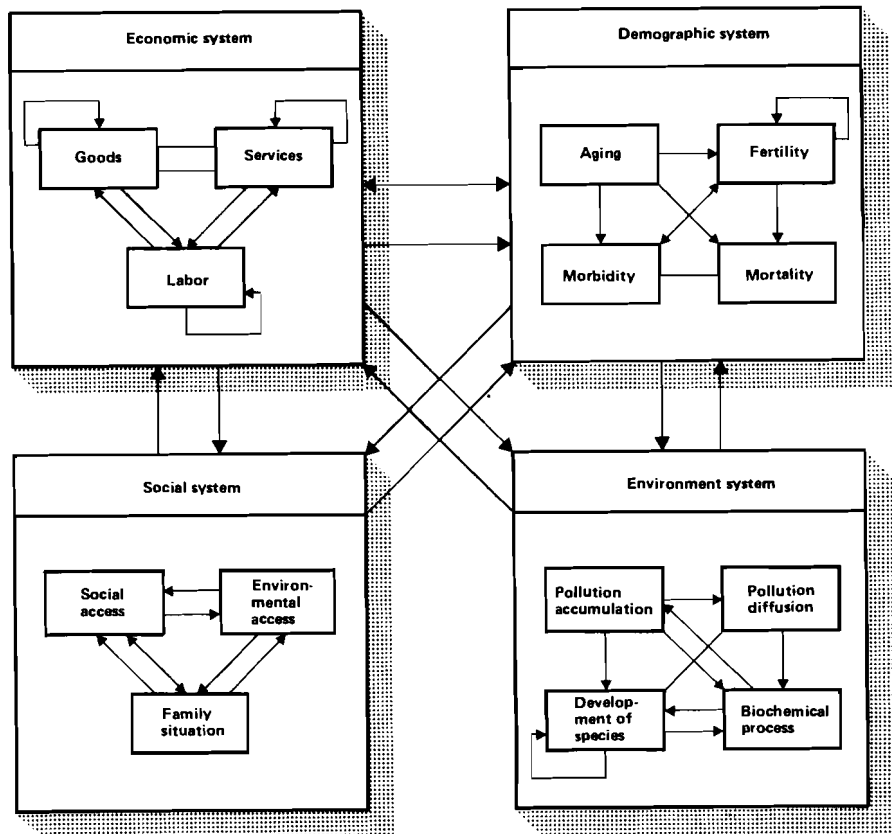 Economic system
Goods
Services
Labor
Demographic system
Aging
Fertility
Morbidity
Mortality
Social system
Social
access
Environ-
mental
access
Family
situation
Environment system
Pollution
accumulation
Pollution
diffusion
Develop-
ment of
species
Biochemical
process